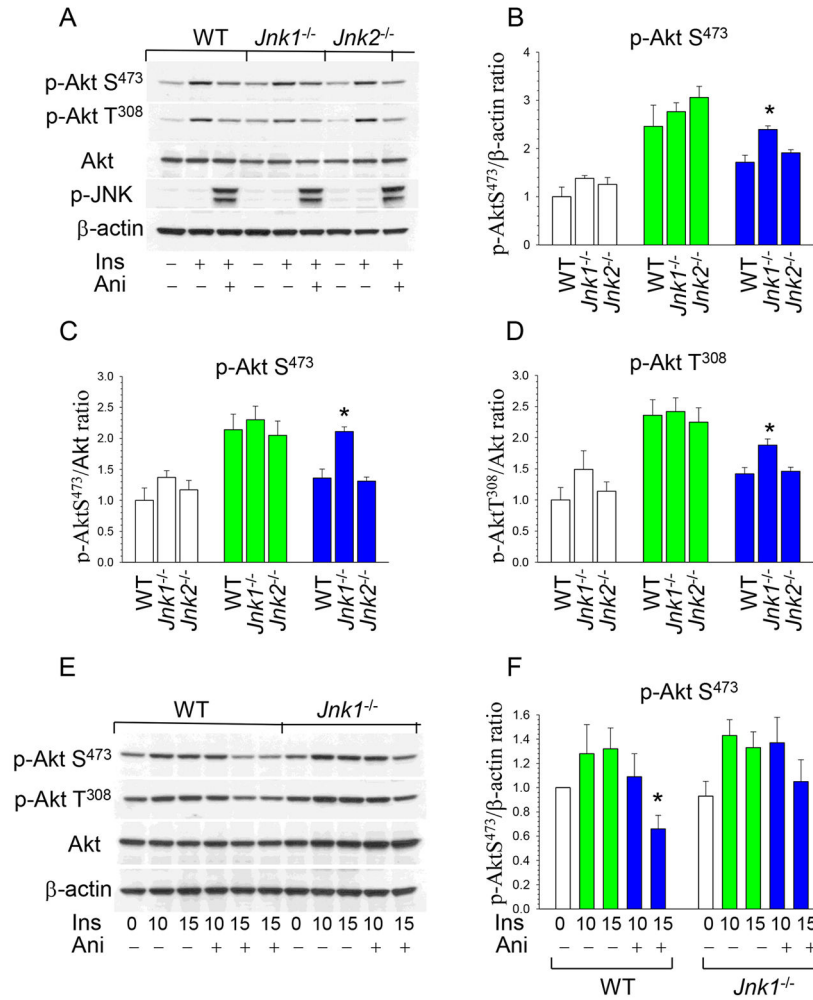 A
WT Jnk1-/- Jnk2-/-
p-Akt S473
p-Akt T308
Akt
p-JNK
β-actin
Ins − + + − + + − + +
Ani + + +
B
p-Akt S473
p-AktS473/β-actin ratio
4
3
2
1
0
*
WT Jnk1-/- Jnk2-/- WT Jnk1-/- Jnk2-/- WT Jnk1-/- Jnk2-/-
C
p-Akt S473
p-AktS473/Akt ratio
3.0
2.5
2.0
1.5
1.0
0.5
0.0
*
WT Jnk1-/- Jnk2-/- WT Jnk1-/- Jnk2-/- WT Jnk1-/- Jnk2-/-
D
p-Akt T308
p-AktT308/Akt ratio
3.0
2.5
2.0
1.5
1.0
0.5
0.0
*
WT Jnk1-/- Jnk2-/- WT Jnk1-/- Jnk2-/- WT Jnk1-/- Jnk2-/-
E
WT Jnk1-/-
p-Akt S473
p-Akt T308
Akt
β-actin
Ins 0 10 15 10 15 15 0 10 15 10 15
Ani − − − + + + − − − + +
F
p-Akt S473
p-AktS473/β-actin ratio
1.6
1.4
1.2
1.0
0.8
0.6
0.4
0.2
0.0
*
Ins 0 10 15 10 15 0 10 15 10 15
Ani − − − + + − − − + +
WT Jnk1-/-